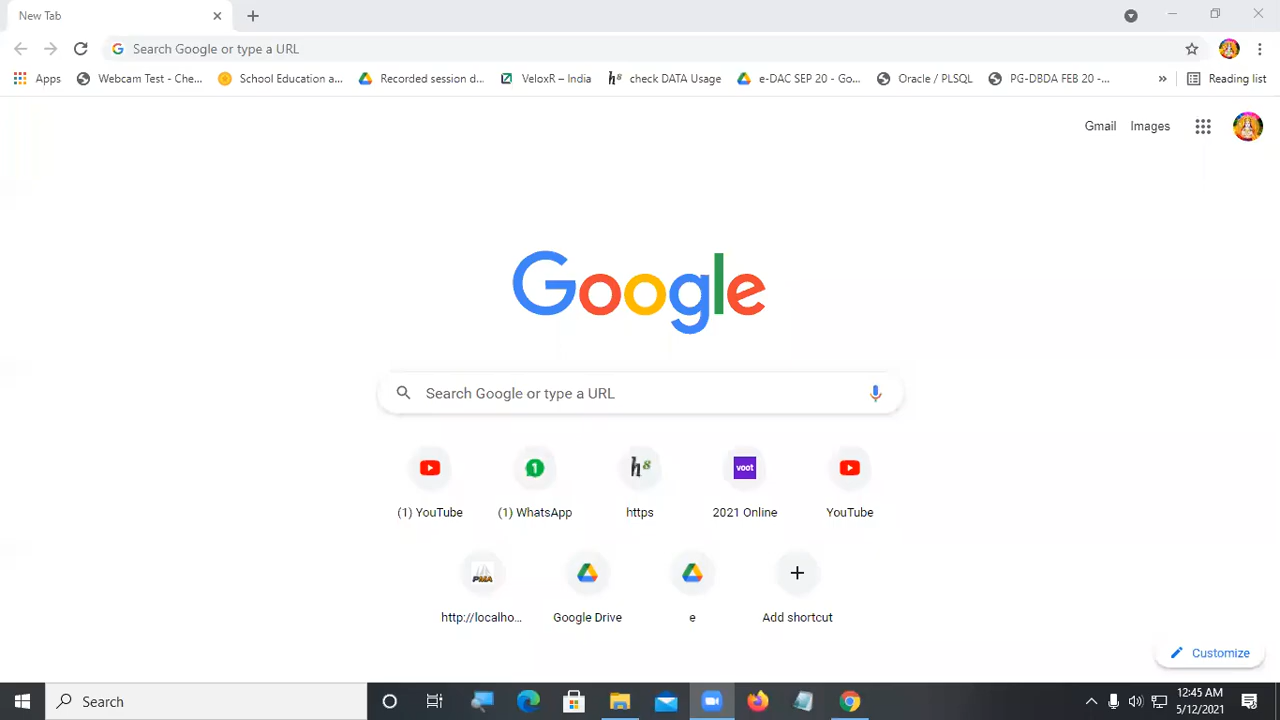 New Tab
Search Google or type a URL
Apps Webcam Test - Che... School Education a... Recorded session d... VeloxR – India check DATA Usage e-DAC SEP 20 - Go... Oracle / PLSQL PG-DBDA FEB 20 -... » Reading list
Gmail Images
Google
Search Google or type a URL
h8 voot
(1) YouTube (1) WhatsApp https 2021 Online YouTube
PMA
http://localho... Google Drive e Add shortcut
Customize
Search
12:45 AM
5/12/2021